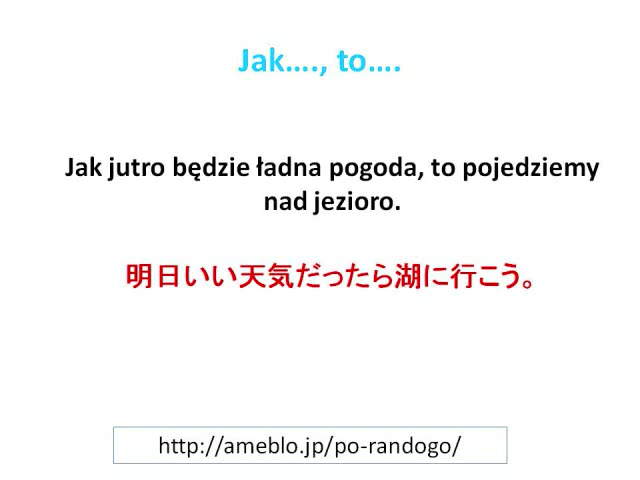 Jak...., to....
Jak jutro będzie ładna pogoda, to pojedziemy
nad jezioro.
明日いい天気だったら湖に行こう。
http://ameblo.jp/po-randogo/